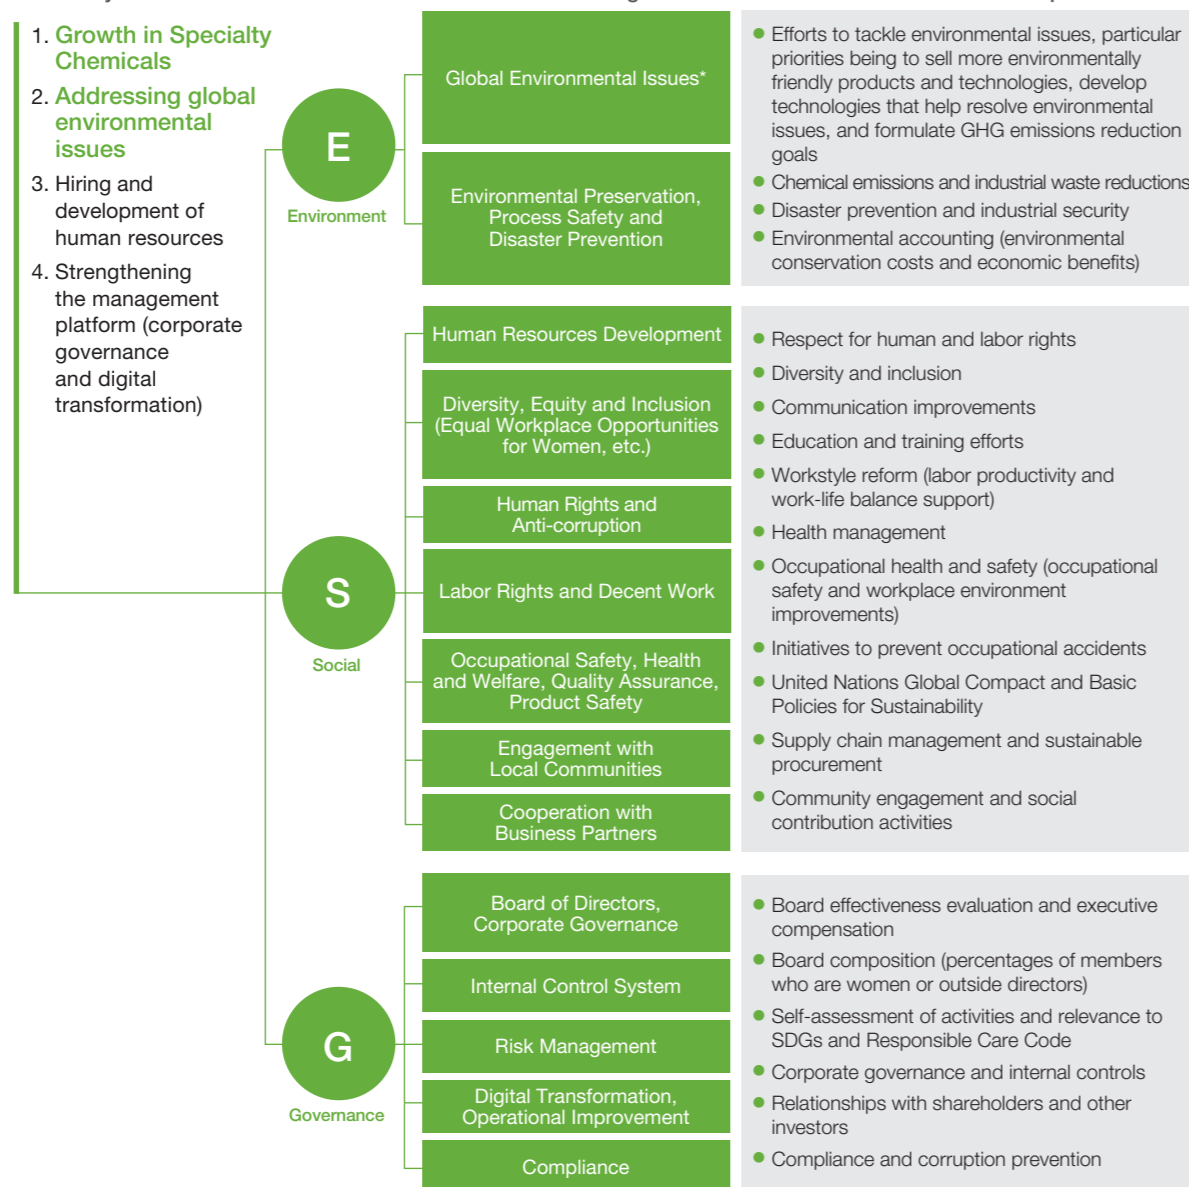 1. Growth in Specialty
Chemicals
2. Addressing global
environmental
issues
3. Hiring and
development of
human resources
4. Strengthening
the management
platform (corporate
governance
and digital
transformation)
E
Environment
Global Environmental Issues*
Environmental Preservation,
Process Safety and
Disaster Prevention
● Efforts to tackle environmental issues, particular
priorities being to sell more environmentally
friendly products and technologies, develop
technologies that help resolve environmental
issues, and formulate GHG emissions reduction
goals
● Chemical emissions and industrial waste reductions
● Disaster prevention and industrial security
● Environmental accounting (environmental
conservation costs and economic benefits)
S
Social
Human Resources Development
Diversity, Equity and Inclusion
(Equal Workplace Opportunities
for Women, etc.)
Human Rights and
Anti-corruption
Labor Rights and Decent Work
Occupational Safety, Health
and Welfare, Quality Assurance,
Product Safety
Engagement with
Local Communities
Cooperation with
Business Partners
● Respect for human and labor rights
● Diversity and inclusion
● Communication improvements
● Education and training efforts
● Workstyle reform (labor productivity and
work-life balance support)
● Health management
● Occupational health and safety (occupational
safety and workplace environment
improvements)
● Initiatives to prevent occupational accidents
● United Nations Global Compact and Basic
Policies for Sustainability
● Supply chain management and sustainable
procurement
● Community engagement and social
contribution activities
G
Governance
Board of Directors,
Corporate Governance
Internal Control System
Risk Management
Digital Transformation,
Operational Improvement
Compliance
● Board effectiveness evaluation and executive
compensation
● Board composition (percentages of members
who are women or outside directors)
● Self-assessment of activities and relevance to
SDGs and Responsible Care Code
● Corporate governance and internal controls
● Relationships with shareholders and other
investors
● Compliance and corruption prevention